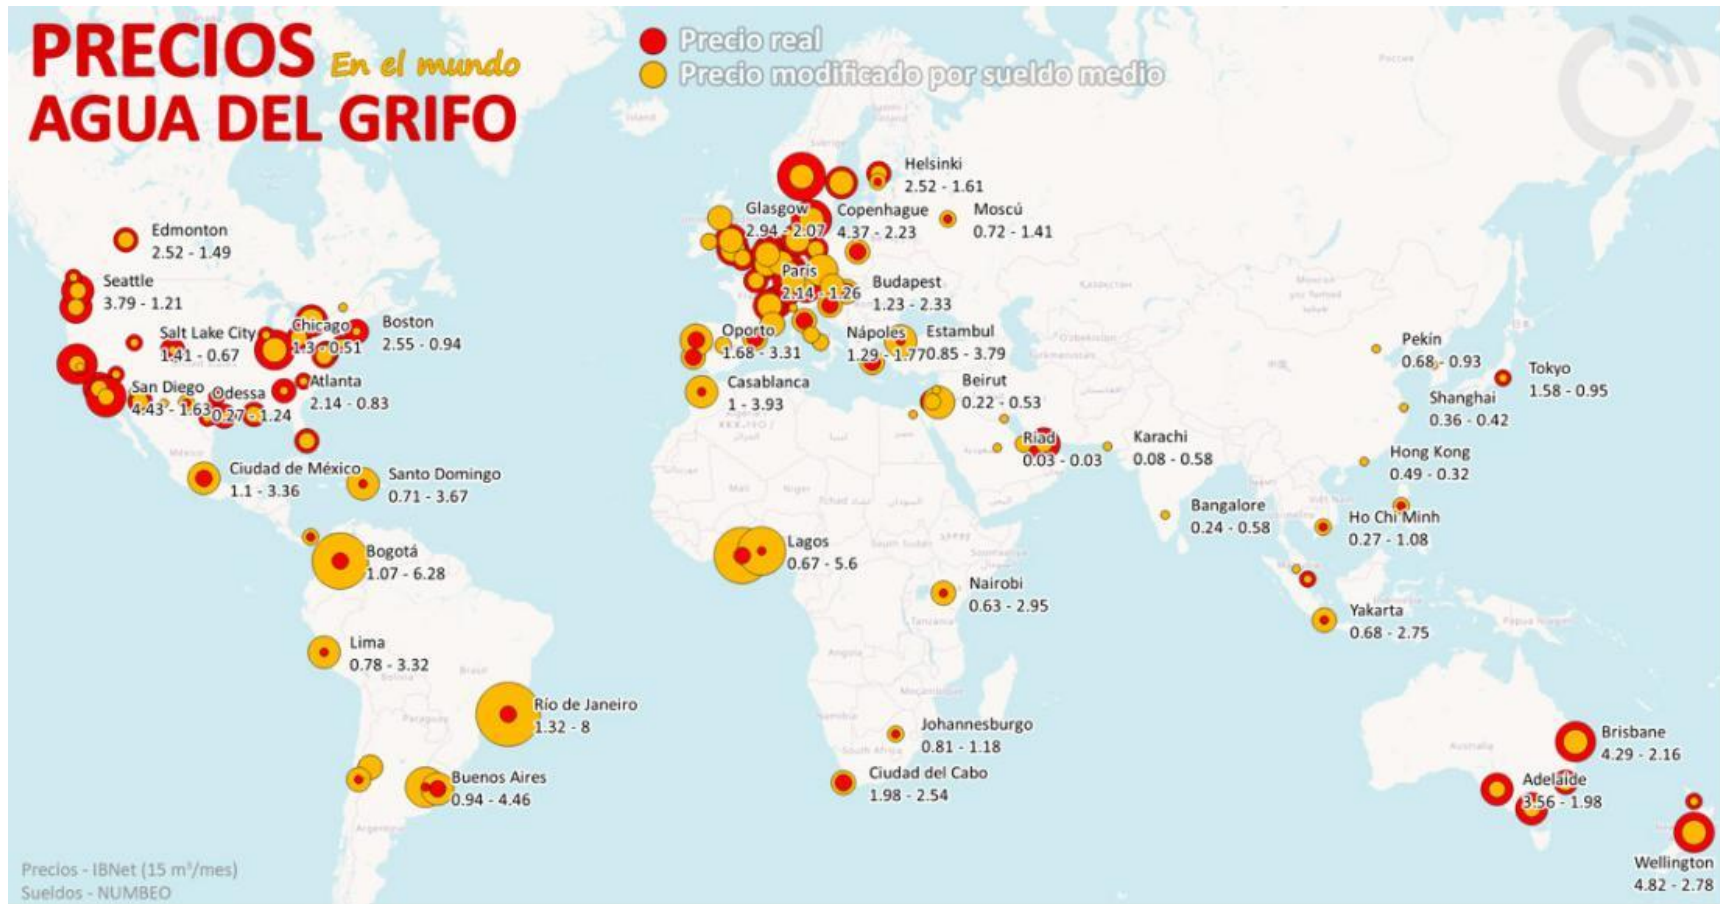 PRECIOS En el mundo
AGUA DEL GRIFO
Precio real
Precio modificado por sueldo medio
Helsinki
2.52 - 1.61
Glasgow
2.94 - 2.07
Copenhague
4.37 - 2.23
Moscú
0.72 - 1.41
Edmonton
2.52 - 1.49
Seattle
3.79 - 1.21
París
2.14 - 1.26
Budapest
1.23 - 2.33
Salt Lake City
1.41 - 0.67
Chicago
1.3 - 0.51
Boston
2.55 - 0.94
Oporto
1.68 - 3.31
Nápoles
1.29 - 1.77
Estambul
0.85 - 3.79
Pekín
0.68 - 0.93
Tokyo
1.58 - 0.95
San Diego
4.43 - 1.63
Odessa
0.27 - 1.24
Atlanta
2.14 - 0.83
Casablanca
1 - 3.93
Beirut
0.22 - 0.53
Shanghai
0.36 - 0.42
Riad
0.03 - 0.03
Karachi
0.08 - 0.58
Hong Kong
0.49 - 0.32
Ciudad de México
1.1 - 3.36
Santo Domingo
0.71 - 3.67
Bangalore
0.24 - 0.58
Ho Chi Minh
0.27 - 1.08
Bogotá
1.07 - 6.28
Lagos
0.67 - 5.6
Nairobi
0.63 - 2.95
Yakarta
0.68 - 2.75
Lima
0.78 - 3.32
Río de Janeiro
1.32 - 8
Johannesburgo
0.81 - 1.18
Brisbane
4.29 - 2.16
Buenos Aires
0.94 - 4.46
Ciudad del Cabo
1.98 - 2.54
Adelaide
3.56 - 1.98
Wellington
4.82 - 2.78
Precios - IBNet (15 m³/mes)
Sueldos - NUMBEO